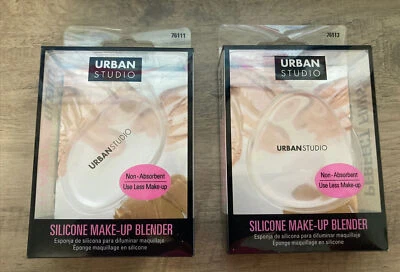 76111
URBAN
STUDIO
URBANSTUDIO
Non-Absorbent
Use Less Make-up
SILICONE MAKE-UP BLENDER
Esponja de silicona para difuminar maquillaje
Éponge maquillage en silicone
76112
URBAN
STUDIO
URBANSTUDIO
Non-Absorbent
Use Less Make-up
SILICONE MAKE-UP BLENDER
Esponja de silicona para difuminar maquillaje
Éponge maquillage en silicone